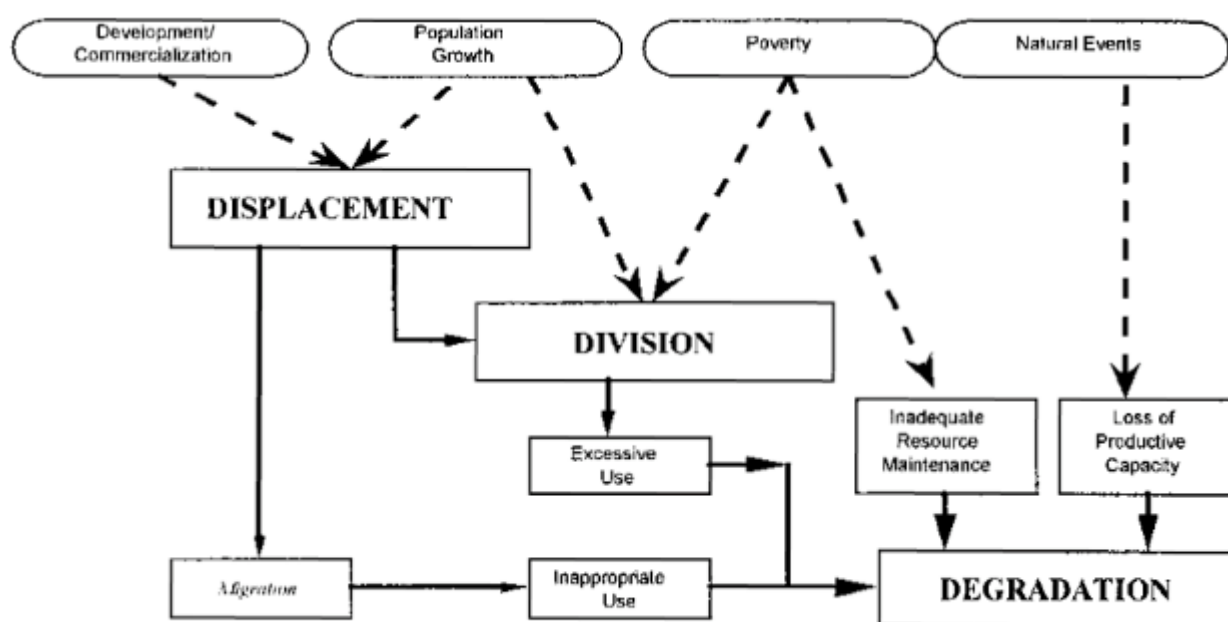 Development/
Commercialization
Population
Growth
Poverty
Natural Events
DISPLACEMENT
DIVISION
Inadequate
Resource
Maintenance
Loss of
Productive
Capacity
Excessive
Use
Migration
Inappropriate
Use
DEGRADATION